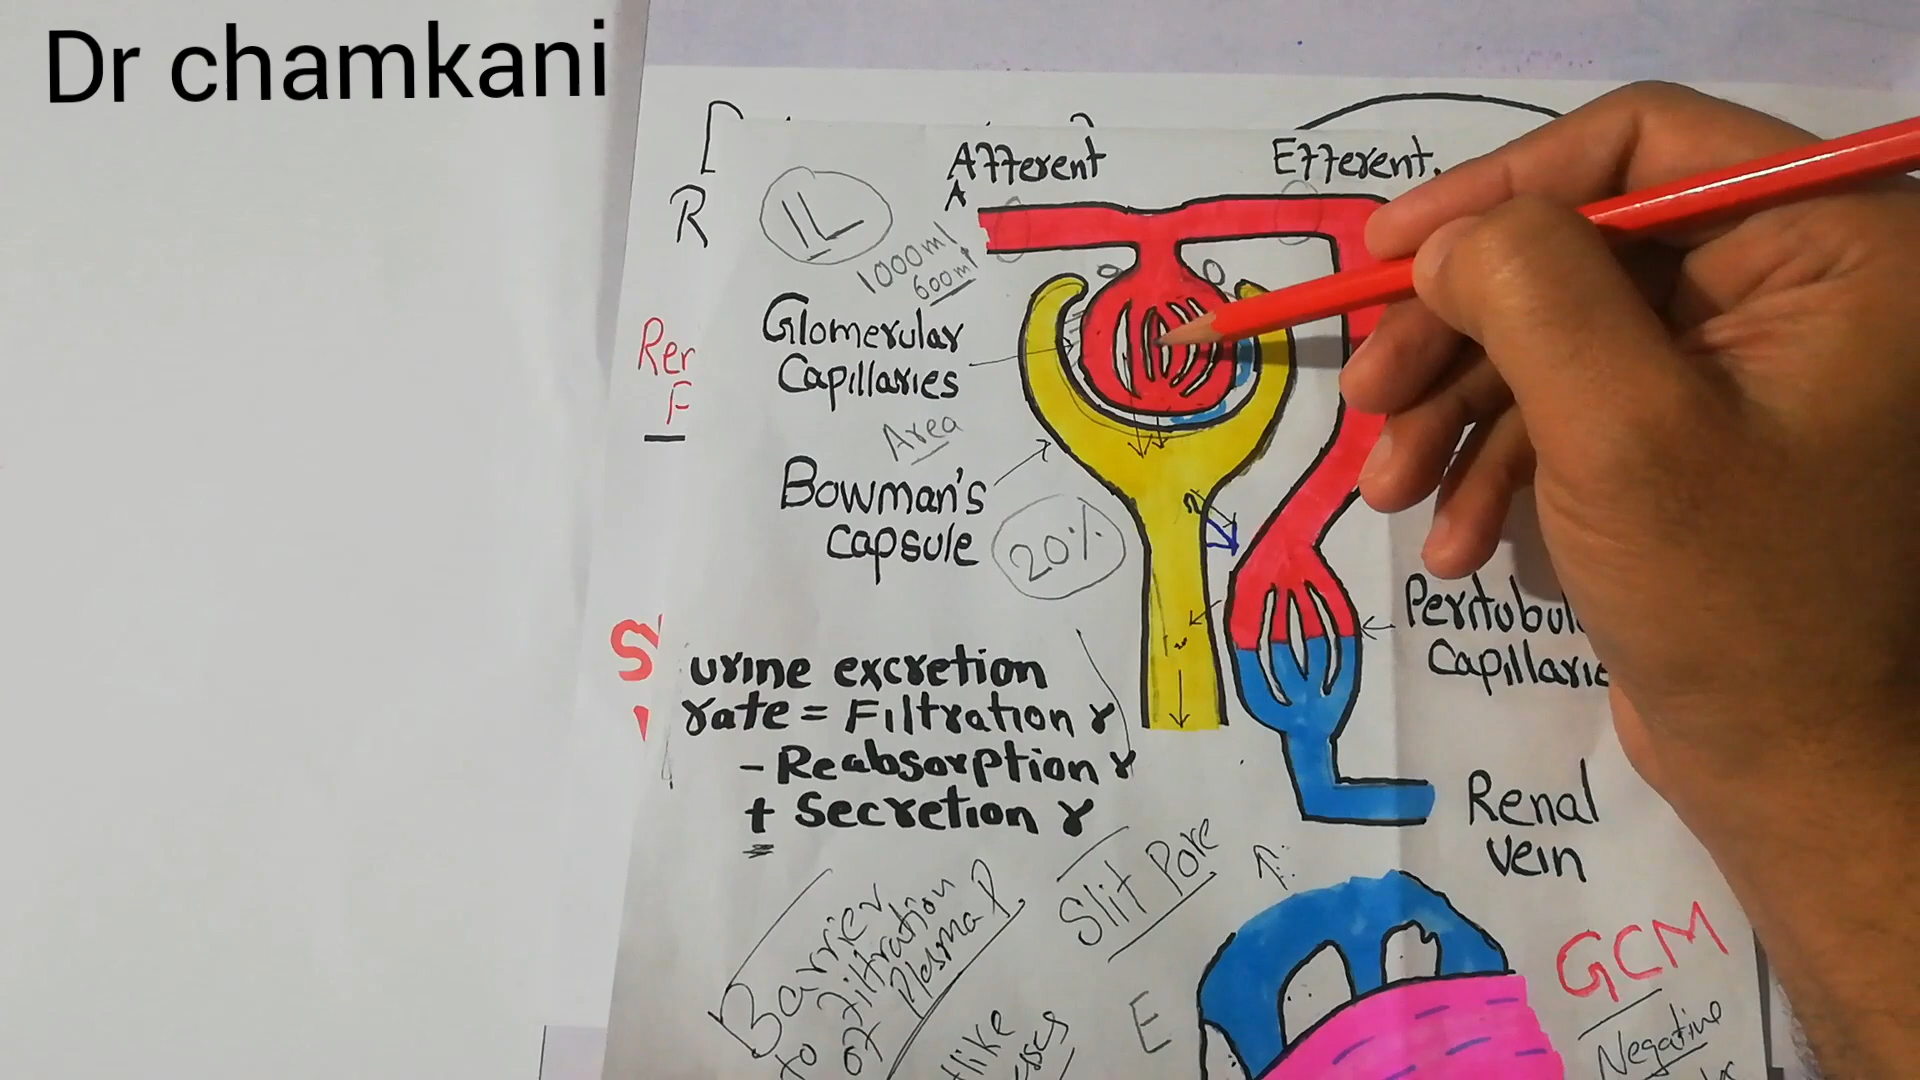 Dr chamkani
Afferent
A
Efferent.
R
1L
1000ml
600ml
Glomerular
Capillaries
Rer
F
Area
Bowman's
capsule
20%
Capillarie
urine excretion
rate = Filtration r
- Reabsorption r
+ Secretion r
Renal
vein
Slit Pore
Barrier
to Filtration
of Plasma P.
GCM
Negative
E